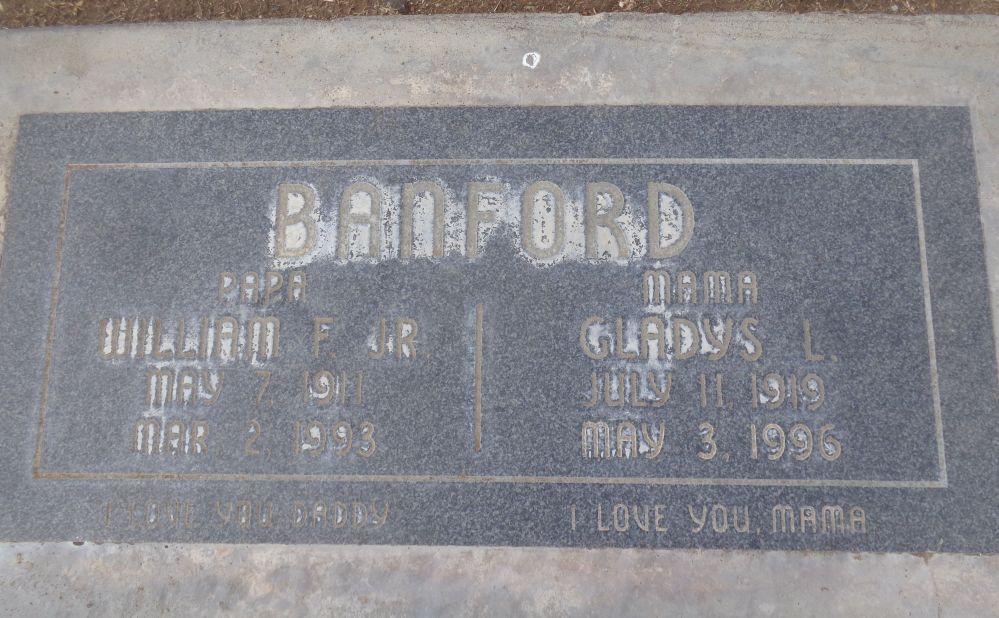 BANFORD
PAPA
WILLIAM F. JR.
MAY 7, 1911
MAR. 2, 1993
I LOVE YOU, DADDY
MAMA
GLADYS L.
JULY 11, 1919
MAY 3, 1996
I LOVE YOU, MAMA